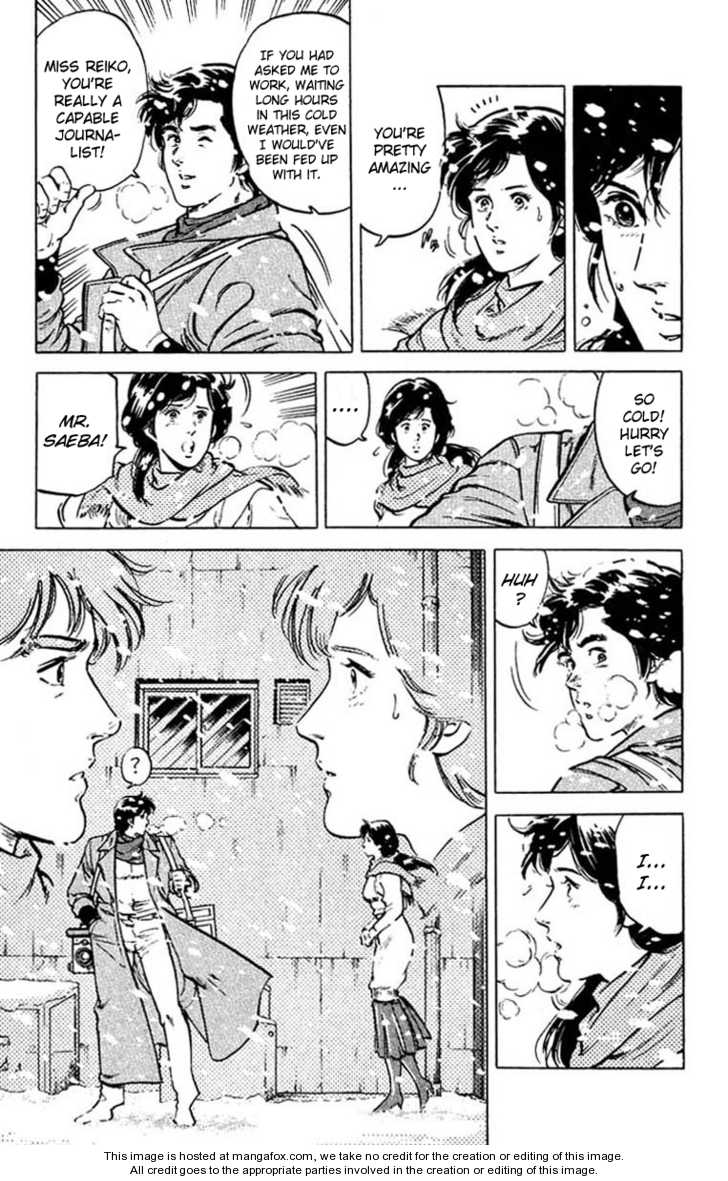 YOU'RE
PRETTY
AMAZING
...
IF YOU HAD
ASKED ME TO
WORK, WAITING
LONG HOURS
IN THIS COLD
WEATHER, EVEN
I WOULD'VE
BEEN FED UP
WITH IT.
MISS REIKO,
YOU'RE
REALLY A
CAPABLE
JOURNA-
LIST!
SO
COLD!
HURRY
LET'S
GO!
....
MR.
SAEBA!
HUH
?
I...
I...
?
This image is hosted at mangafox.com, we take no credit for the creation or editing of this image.
All credit goes to the appropriate parties involved in the creation or editing of this image.